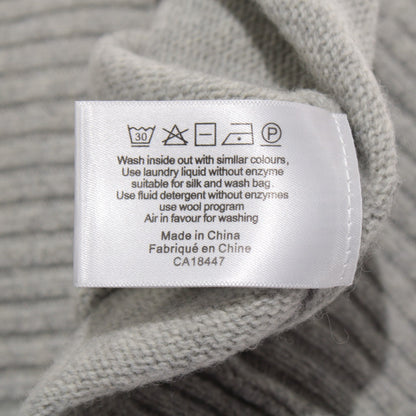 30 P
Wash inside out with similar colours,
Use laundry liquid without enzyme
suitable for silk and wash bag.
Use fluid detergent without enzymes
use wool program
Air in favour for washing
Made in China
Fabriqué en Chine
CA18447